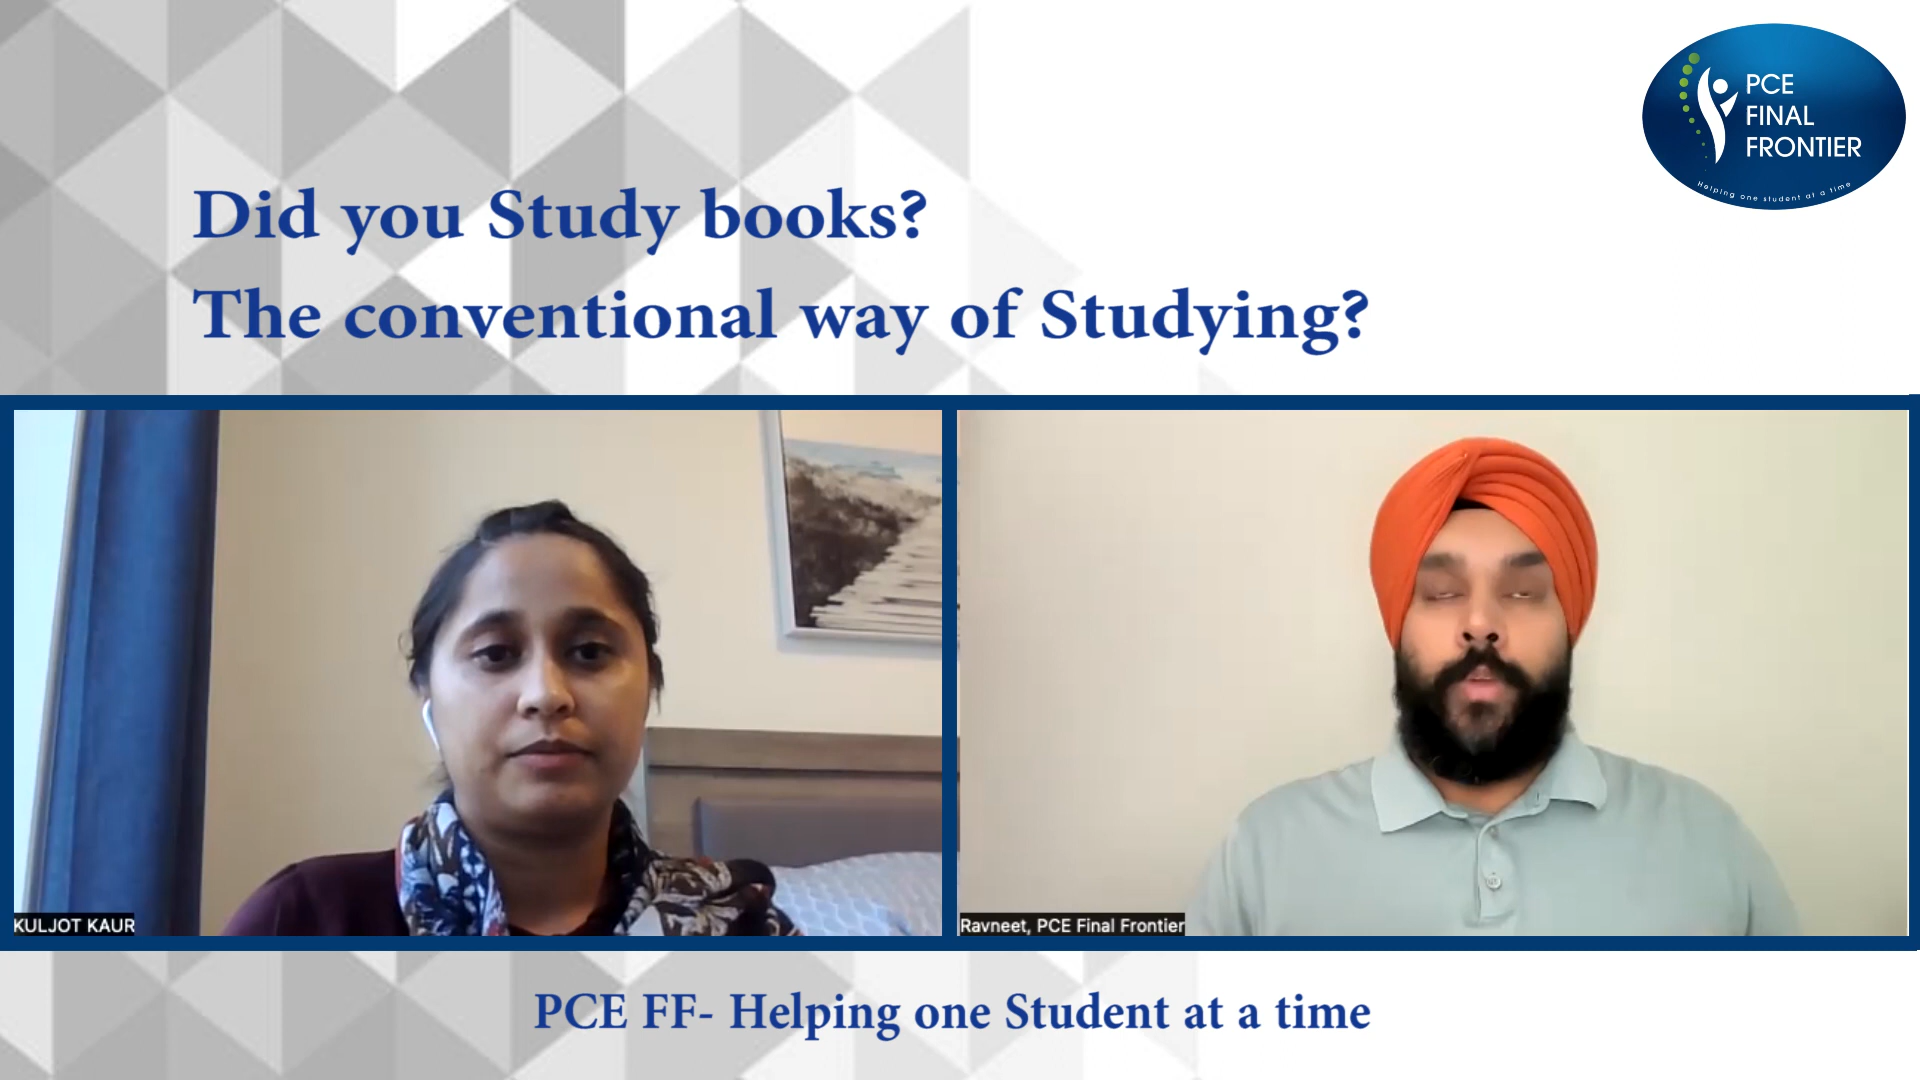 PCE
FINAL
FRONTIER
Helping one student at a time
Did you Study books?
The conventional way of Studying?
KULJOT KAUR
Ravneet, PCE Final Frontier
PCE FF- Helping one Student at a time